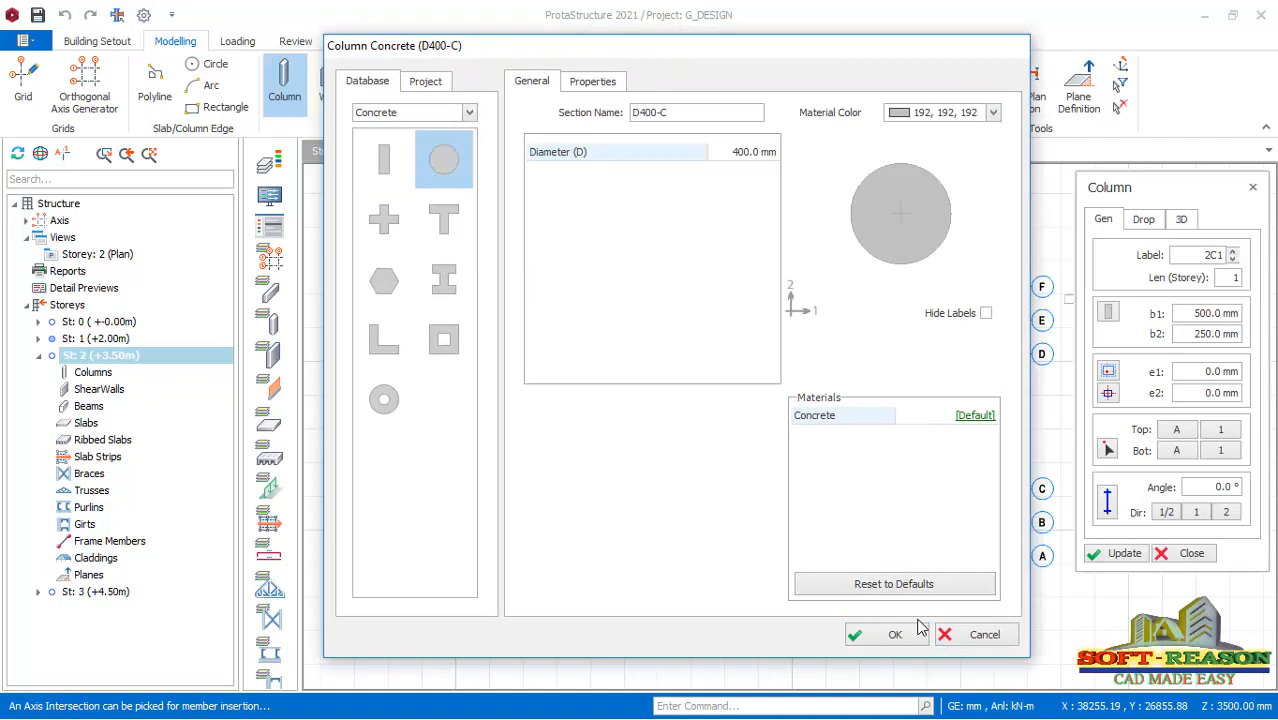 ProtaStructure 2021 / Project: G_DESIGN
Building Setout
Modelling
Loading
Review
Grid
Orthogonal
Axis Generator
Grids
Polyline
Circle
Arc
Rectangle
Slab/Column Edge
Column
Plane
Definition
Tools
Search...
Structure
Axis
Views
Storey: 2 (Plan)
Reports
Detail Previews
Storeys
St: 0 ( +-0.00m)
St: 1 (+2.00m)
St: 2 (+3.50m)
Columns
ShearWalls
Beams
Slabs
Ribbed Slabs
Slab Strips
Braces
Trusses
Purlins
Girts
Frame Members
Claddings
Planes
St: 3 (+4.50m)
Column Concrete (D400-C)
Database
Project
Concrete
General
Properties
Section Name: D400-C
Material Color 192, 192, 192
Diameter (D) 400.0 mm
2
1
Hide Labels
Materials
Concrete [Default]
Reset to Defaults
OK
Cancel
F
E
D
C
B
A
Column
Gen
Drop
3D
Label: 2C1
Len (Storey): 1
b1: 500.0 mm
b2: 250.0 mm
e1: 0.0 mm
e2: 0.0 mm
Top: A 1
Bot: A 1
Angle: 0.0 °
Dir: 1/2 1 2
Update
Close
SOFT-REASON
CAD MADE EASY
An Axis Intersection can be picked for member insertion...
Enter Command...
GE: mm , Anl: kN-m
X : 38255.19 , Y : 26855.88
Z : 3500.00 mm